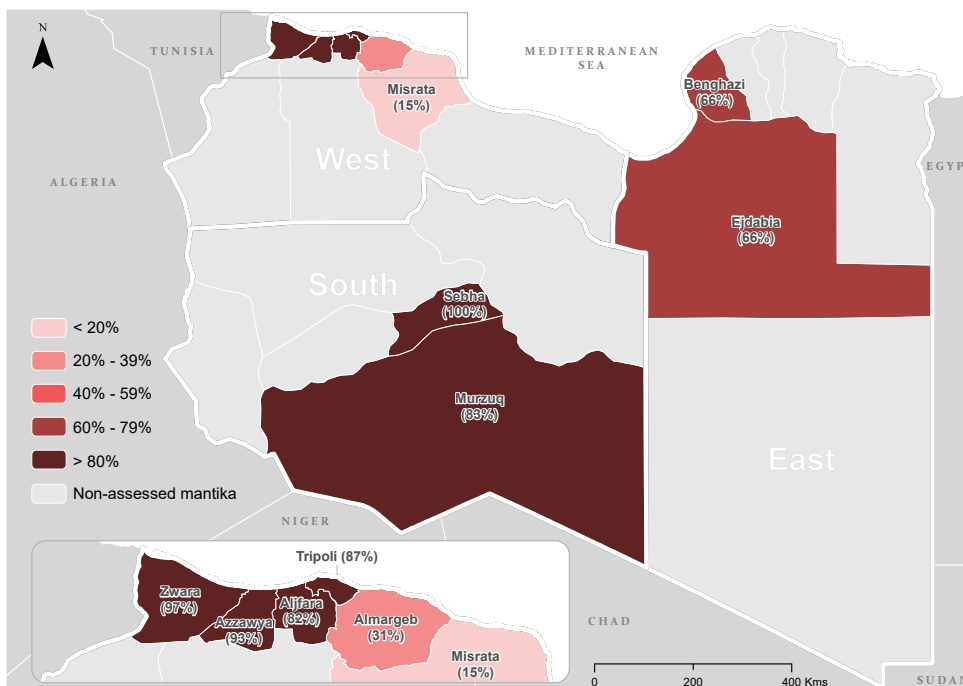 N
TUNISIA
MEDITERRANEAN
SEA
Misrata
(15%)
Benghazi
(66%)
West
ALGERIA
EGYP
Ejdabia
(66%)
South
Sebha
(100%)
< 20%
20% - 39%
40% - 59%
60% - 79%
> 80%
Non-assessed mantika
Murzuq
(83%)
East
NIGER
Tripoli (87%)
Zwara
(97%)
Azzawya
(93%)
Aljfara
(82%)
Almargeb
(31%)
Misrata
(15%)
CHAD
0 200 400 Kms
SUDAN